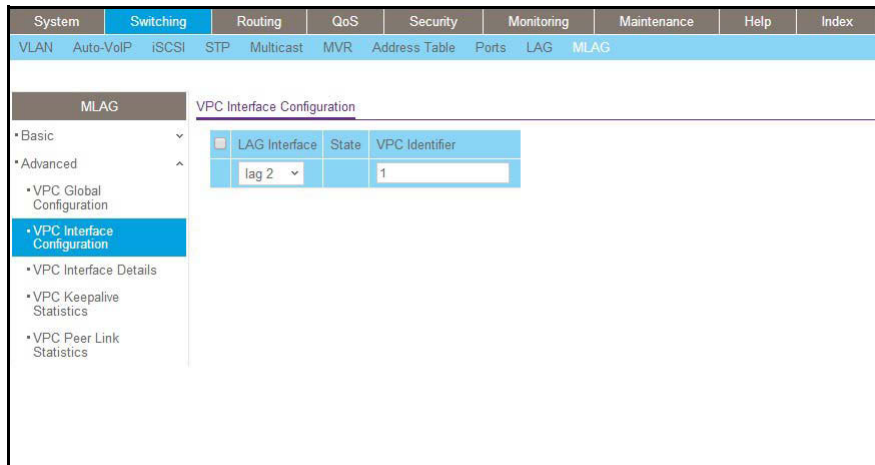 System Switching Routing QoS Security Monitoring Maintenance Help Index
VLAN Auto-VoIP iSCSI STP Multicast MVR Address Table Ports LAG MLAG
MLAG
Basic
Advanced
VPC Global
Configuration
VPC Interface
Configuration
VPC Interface Details
VPC Keepalive
Statistics
VPC Peer Link
Statistics
VPC Interface Configuration
LAG Interface State VPC Identifier
lag 2 1